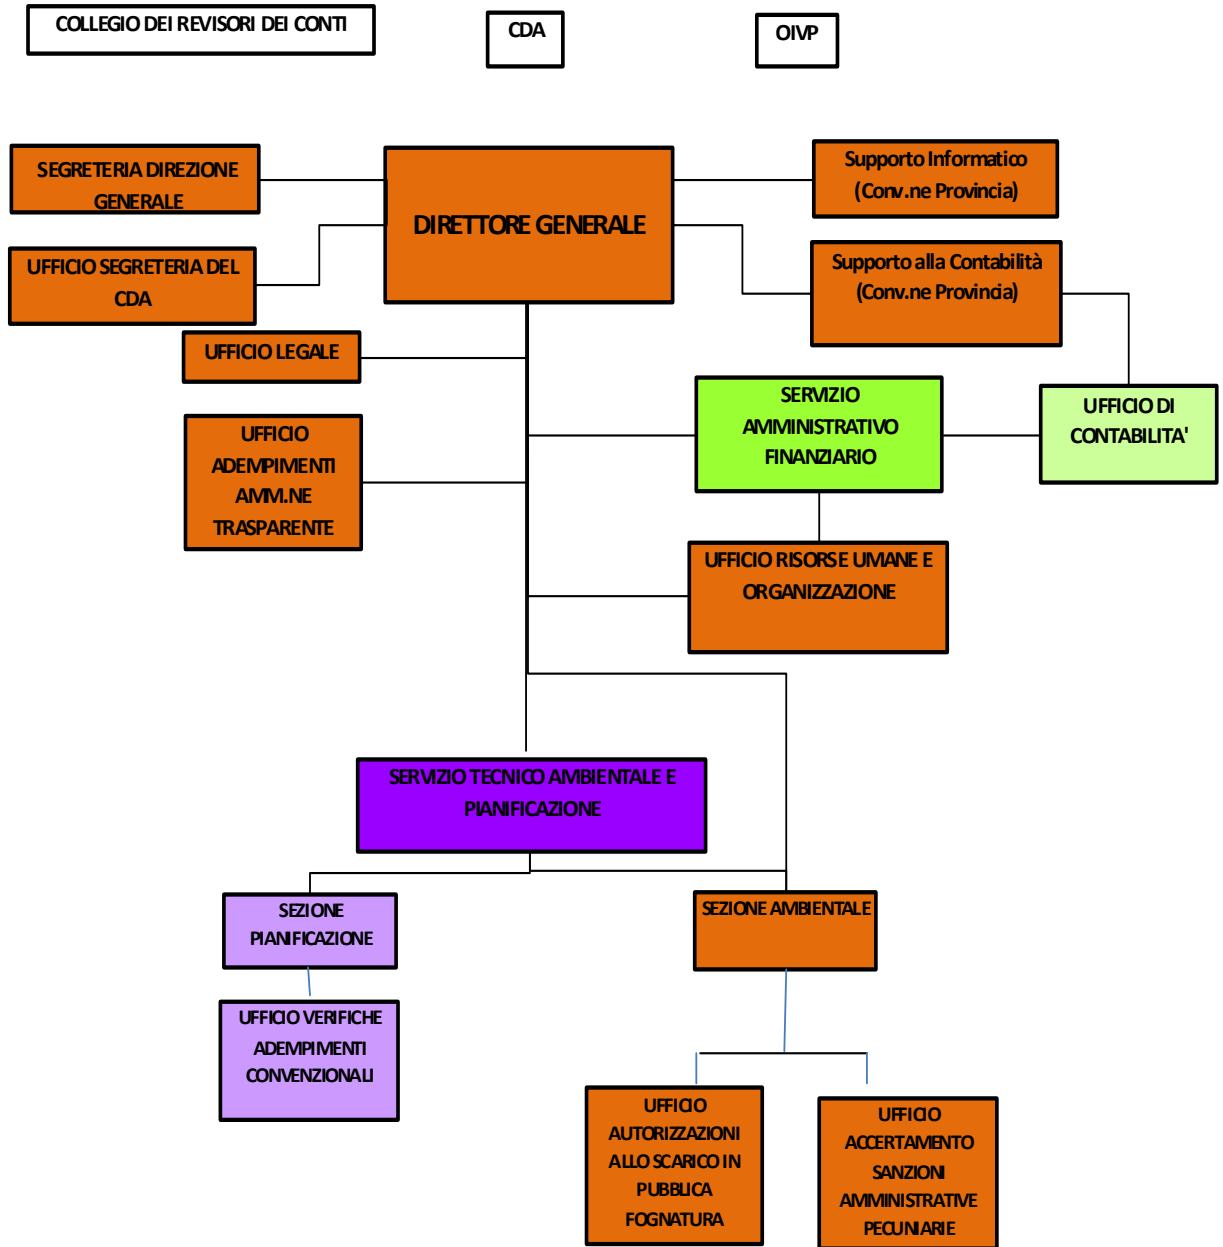 COLLEGIO DEI REVISORI DEI CONTI
CDA
OIVP
SEGRETERIA DIREZIONE
GENERALE
DIRETTORE GENERALE
Supporto Informatico
(Conv.ne Provincia)
UFFICIO SEGRETERIA DEL
CDA
Supporto alla Contabilità
(Conv.ne Provincia)
UFFICIO LEGALE
SERVIZIO
AMMINISTRATIVO
FINANZIARIO
UFFICIO DI
CONTABILITA'
UFFICIO
ADEMPIMENTI
AMM.NE
TRASPARENTE
UFFICIO RISORSE UMANE E
ORGANIZZAZIONE
SERVIZIO TECNICO AMBIENTALE E
PIANIFICAZIONE
SEZIONE
PIANIFICAZIONE
SEZIONE AMBIENTALE
UFFICIO VERIFICHE
ADEMPIMENTI
CONVENZIONALI
UFFICIO
AUTORIZZAZIONI
ALLO SCARICO IN
PUBBLICA
FOGNATURA
UFFICIO
ACCERTAMENTO
SANZIONI
AMMINISTRATIVE
PECUNIARIE